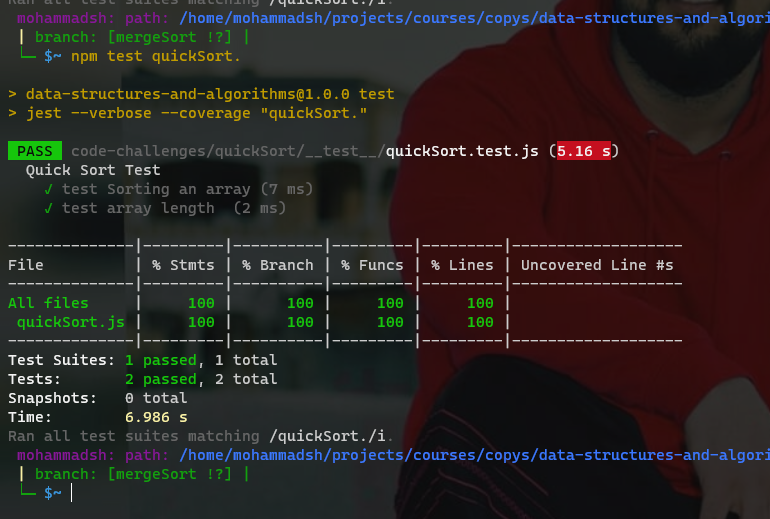 Ran all test suites matching /quickSort./i.
mohammadsh: path: /home/mohammadsh/projects/courses/copys/data-structures-and-algorith
| branch: [mergeSort !?] |
└─ $~ npm test quickSort.
> data-structures-and-algorithms@1.0.0 test
> jest --verbose --coverage "quickSort."
PASS code-challenges/quickSort/__test__/quickSort.test.js (5.16 s)
Quick Sort Test
✓ test Sorting an array (7 ms)
✓ test array length (2 ms)
--------------|---------|----------|---------|---------|-------------------
File | % Stmts | % Branch | % Funcs | % Lines | Uncovered Line #s
--------------|---------|----------|---------|---------|-------------------
All files | 100 | 100 | 100 | 100 |
quickSort.js | 100 | 100 | 100 | 100 |
--------------|---------|----------|---------|---------|-------------------
Test Suites: 1 passed, 1 total
Tests: 2 passed, 2 total
Snapshots: 0 total
Time: 6.986 s
Ran all test suites matching /quickSort./i.
mohammadsh: path: /home/mohammadsh/projects/courses/copys/data-structures-and-algori
| branch: [mergeSort !?] |
└─ $~